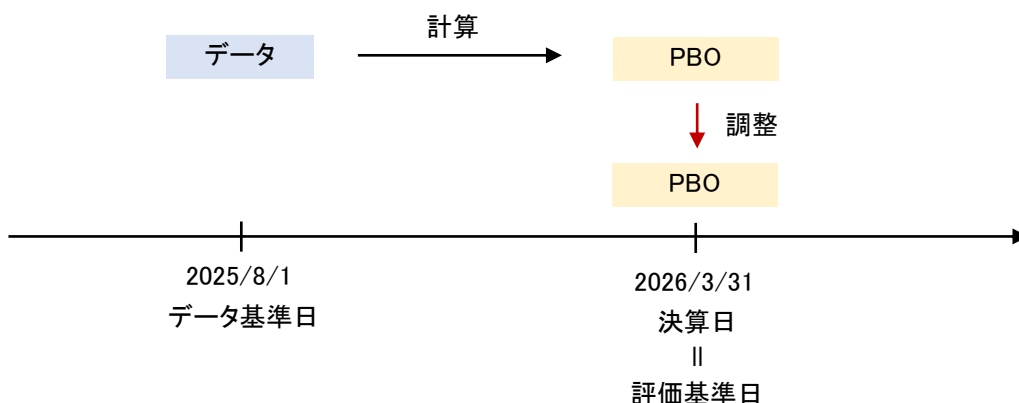 計算
データ
PBO
調整
PBO
2025/8/1
データ基準日
2026/3/31
決算日
||
評価基準日